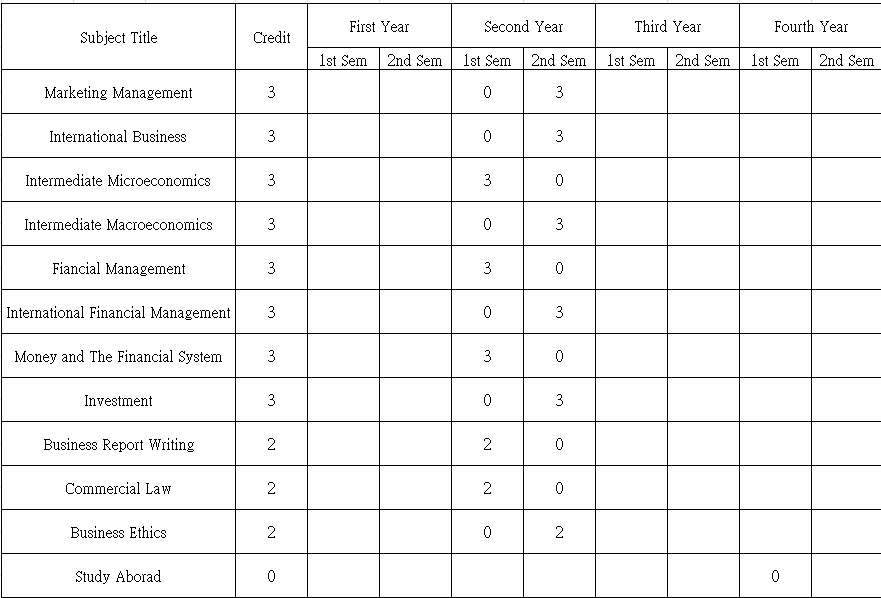 Subject Title Credit First Year Second Year Third Year Fourth Year
1st Sem 2nd Sem 1st Sem 2nd Sem 1st Sem 2nd Sem 1st Sem 2nd Sem
Marketing Management 3 0 3
International Business 3 0 3
Intermediate Microeconomics 3 3 0
Intermediate Macroeconomics 3 0 3
Fiancial Management 3 3 0
International Financial Management 3 0 3
Money and The Financial System 3 3 0
Investment 3 0 3
Business Report Writing 2 2 0
Commercial Law 2 2 0
Business Ethics 2 0 2
Study Aborad 0 0